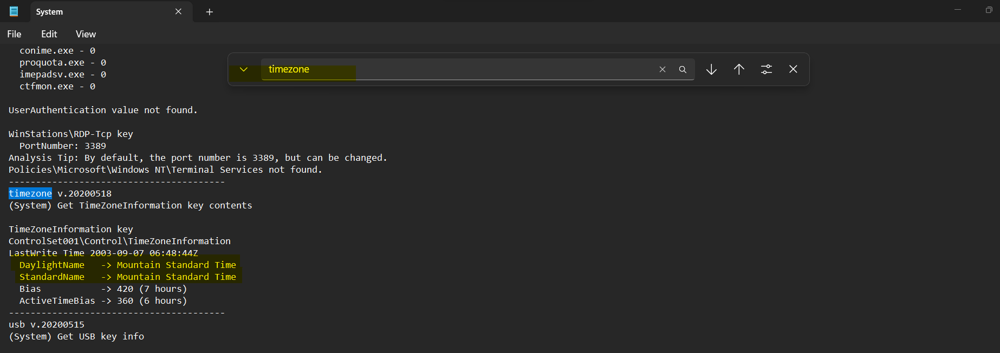 System
File Edit View
conime.exe - 0
timezone
proquota.exe - 0
imepadsv.exe - 0
ctfmon.exe - 0
UserAuthentication value not found.
WinStations\RDP-Tcp key
PortNumber: 3389
Analysis Tip: By default, the port number is 3389, but can be changed.
Policies\Microsoft\Windows NT\Terminal Services not found.
----------------------------------------
timezone v.20200518
(System) Get TimeZoneInformation key contents
TimeZoneInformation key
ControlSet001\Control\TimeZoneInformation
LastWrite Time 2003-09-07 06:48:44Z
DaylightName -> Mountain Standard Time
StandardName -> Mountain Standard Time
Bias -> 420 (7 hours)
ActiveTimeBias -> 360 (6 hours)
----------------------------------------
usb v.20200515
(System) Get USB key info